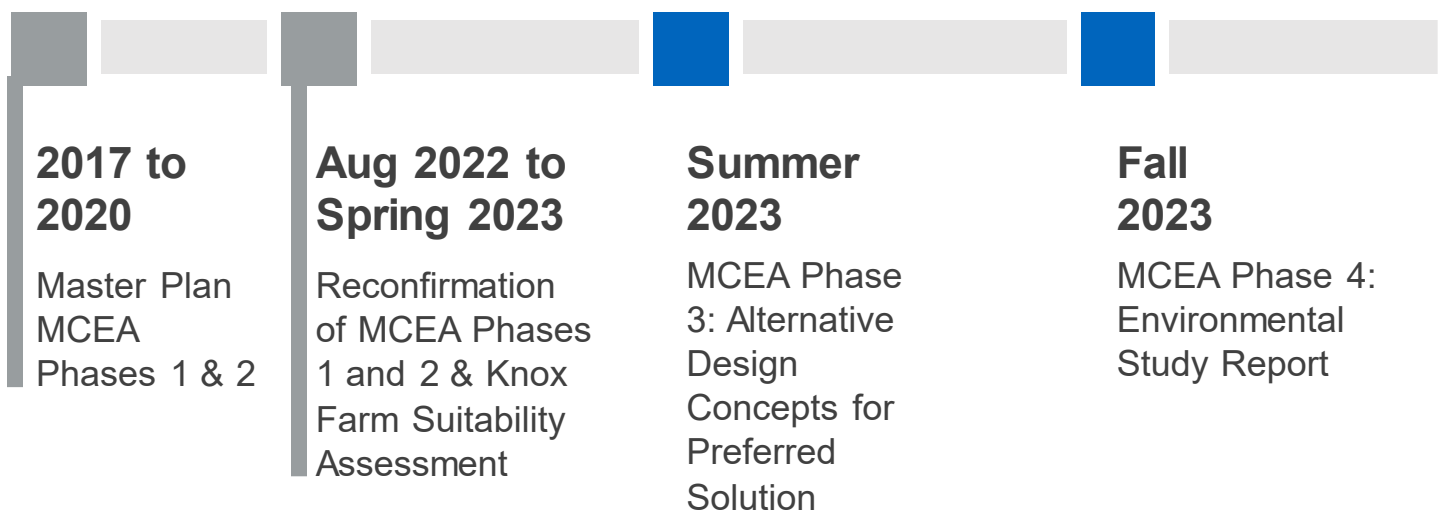 2017 to
2020
Master Plan
MCEA
Phases 1 & 2
Aug 2022 to
Spring 2023
Reconfirmation
of MCEA Phases
1 and 2 & Knox
Farm Suitability
Assessment
Summer
2023
MCEA Phase
3: Alternative
Design
Concepts for
Preferred
Solution
Fall
2023
MCEA Phase 4:
Environmental
Study Report